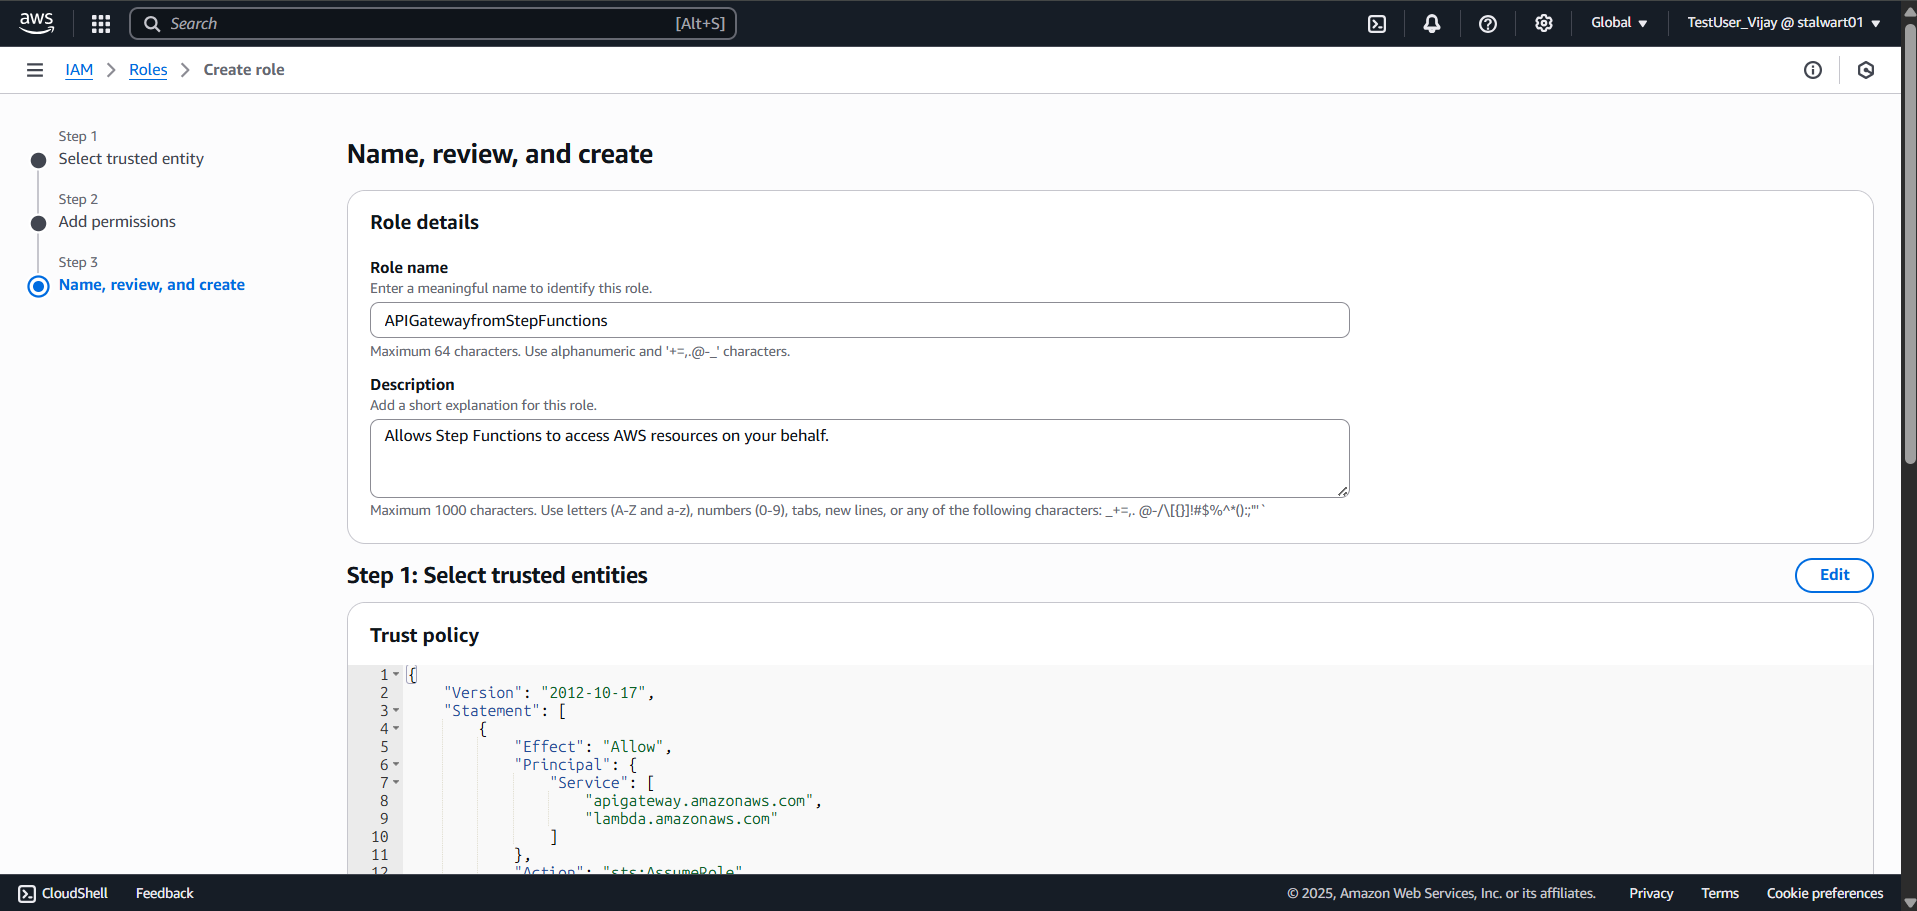 aws
Search [Alt+S]
Global
TestUser_Vijay @ stalwart01
IAM
Roles
Create role
Step 1
Select trusted entity
Step 2
Add permissions
Step 3
Name, review, and create
Name, review, and create
Role details
Role name
Enter a meaningful name to identify this role.
APIGatewayfromStepFunctions
Maximum 64 characters. Use alphanumeric and '+=,.@-_' characters.
Description
Add a short explanation for this role.
Allows Step Functions to access AWS resources on your behalf.
Maximum 1000 characters. Use letters (A-Z and a-z), numbers (0-9), tabs, new lines, or any of the following characters: _+=,. @-/\[{}]!#$%^*();:"'`
Step 1: Select trusted entities
Edit
Trust policy
1 {
2 "Version": "2012-10-17",
3 "Statement": [
4 {
5 "Effect": "Allow",
6 "Principal": {
7 "Service": [
8 "apigateway.amazonaws.com",
9 "lambda.amazonaws.com"
10 ]
11 },
12 "Action": "sts:AssumeRole"
CloudShell
Feedback
© 2025, Amazon Web Services, Inc. or its affiliates.
Privacy
Terms
Cookie preferences